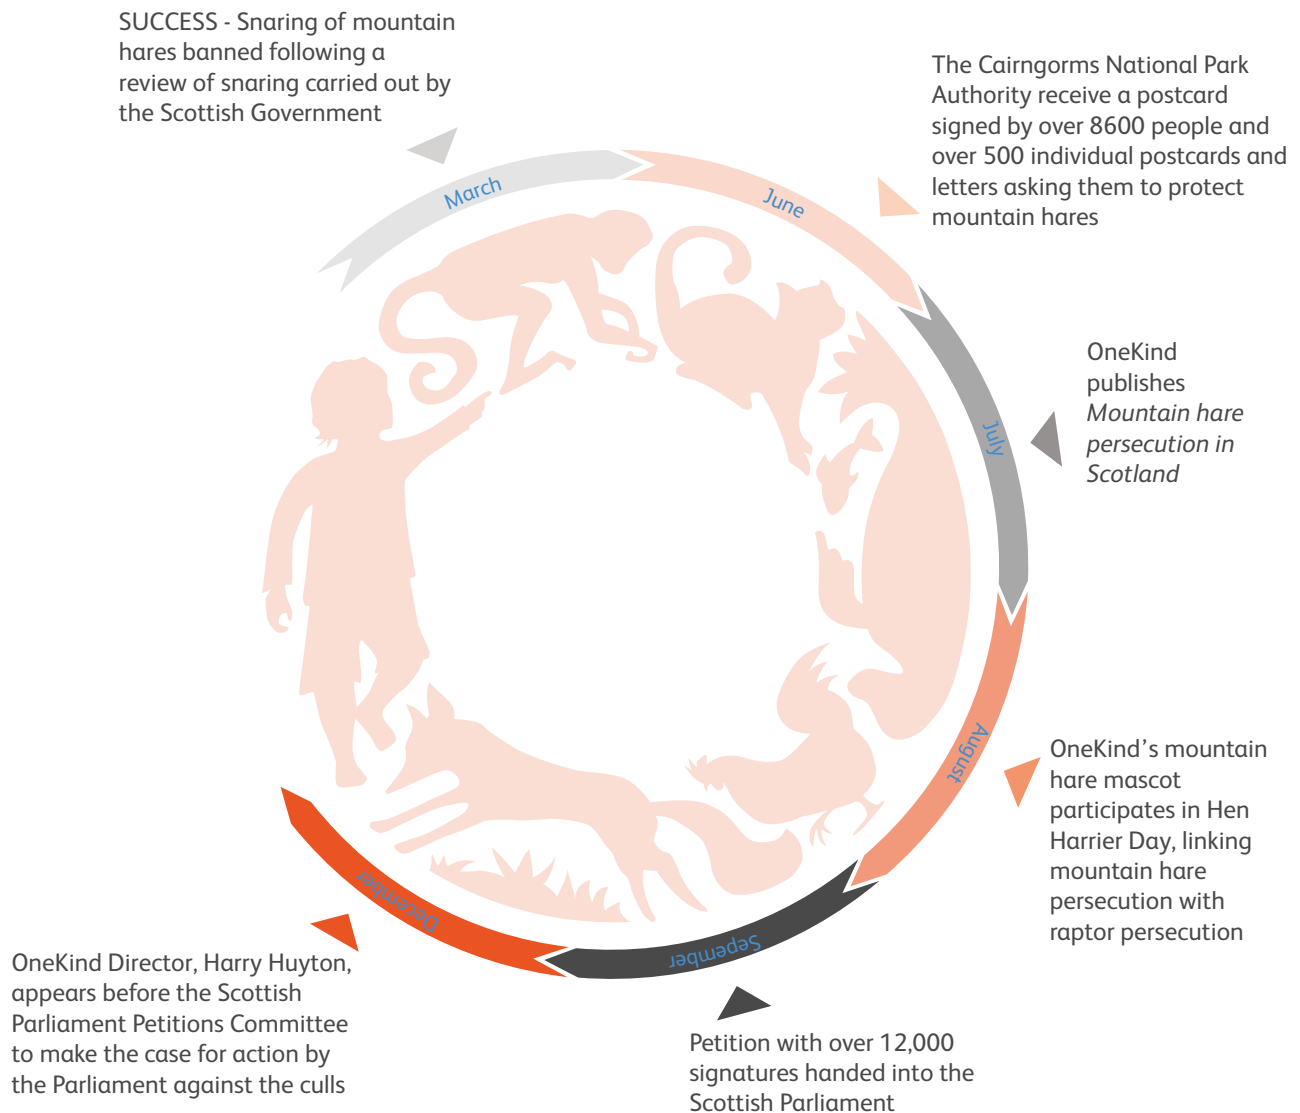 SUCCESS - Snaring of mountain
hares banned following a
review of snaring carried out by
the Scottish Government
March
The Cairngorms National Park
Authority receive a postcard
signed by over 8600 people and
over 500 individual postcards and
letters asking them to protect
mountain hares
June
OneKind
publishes
Mountain hare
persecution in
Scotland
July
OneKind’s mountain
hare mascot
participates in Hen
Harrier Day, linking
mountain hare
persecution with
raptor persecution
August
Petition with over 12,000
signatures handed into the
Scottish Parliament
Sepember
OneKind Director, Harry Huyton,
appears before the Scottish
Parliament Petitions Committee
to make the case for action by
the Parliament against the culls
December